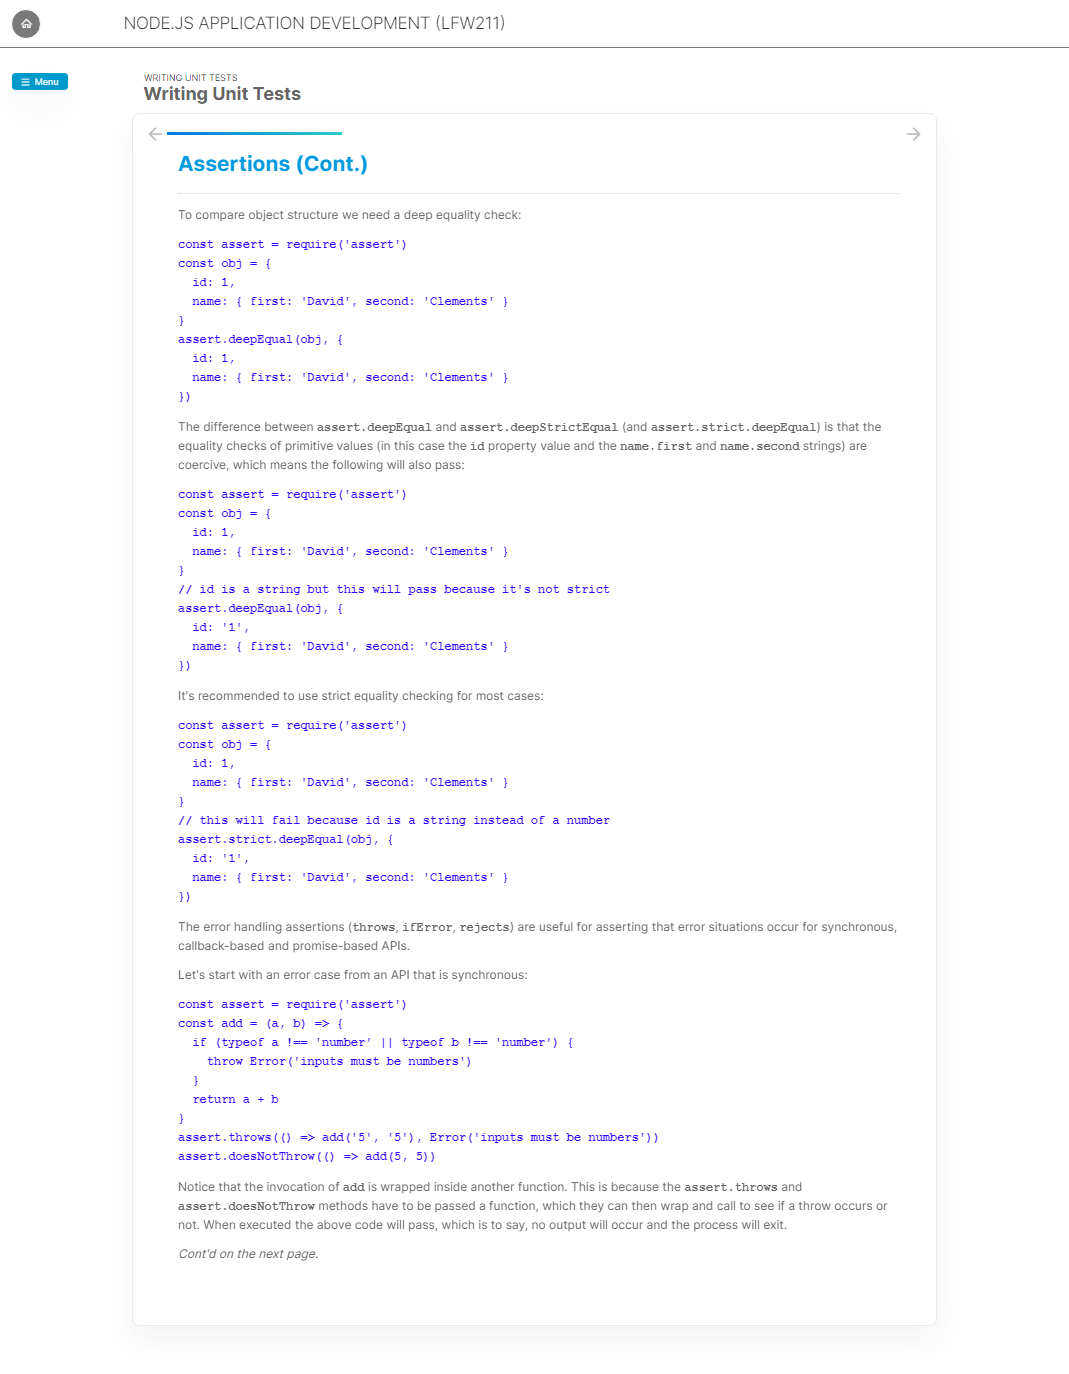 NODE.JS APPLICATION DEVELOPMENT (LFW211)
Menu
WRITING UNIT TESTS
Writing Unit Tests
Assertions (Cont.)
To compare object structure we need a deep equality check:
const assert = require('assert')
const obj = {
  id: 1,
  name: { first: 'David', second: 'Clements' }
}
assert.deepEqual(obj, {
  id: 1,
  name: { first: 'David', second: 'Clements' }
})
The difference between assert.deepEqual and assert.deepStrictEqual (and assert.strict.deepEqual) is that the
equality checks of primitive values (in this case the id property value and the name.first and name.second strings) are
coercive, which means the following will also pass:
const assert = require('assert')
const obj = {
  id: 1,
  name: { first: 'David', second: 'Clements' }
}
// id is a string but this will pass because it's not strict
assert.deepEqual(obj, {
  id: '1',
  name: { first: 'David', second: 'Clements' }
})
It's recommended to use strict equality checking for most cases:
const assert = require('assert')
const obj = {
  id: 1,
  name: { first: 'David', second: 'Clements' }
}
// this will fail because id is a string instead of a number
assert.strict.deepEqual(obj, {
  id: '1',
  name: { first: 'David', second: 'Clements' }
})
The error handling assertions (throws, ifError, rejects) are useful for asserting that error situations occur for synchronous,
callback-based and promise-based APIs.
Let's start with an error case from an API that is synchronous:
const assert = require('assert')
const add = (a, b) => {
  if (typeof a !== 'number' || typeof b !== 'number') {
    throw Error('inputs must be numbers')
  }
  return a + b
}
assert.throws(() => add('5', '5'), Error('inputs must be numbers'))
assert.doesNotThrow(() => add(5, 5))
Notice that the invocation of add is wrapped inside another function. This is because the assert.throws and
assert.doesNotThrow methods have to be passed a function, which they can then wrap and call to see if a throw occurs or
not. When executed the above code will pass, which is to say, no output will occur and the process will exit.
Cont'd on the next page.